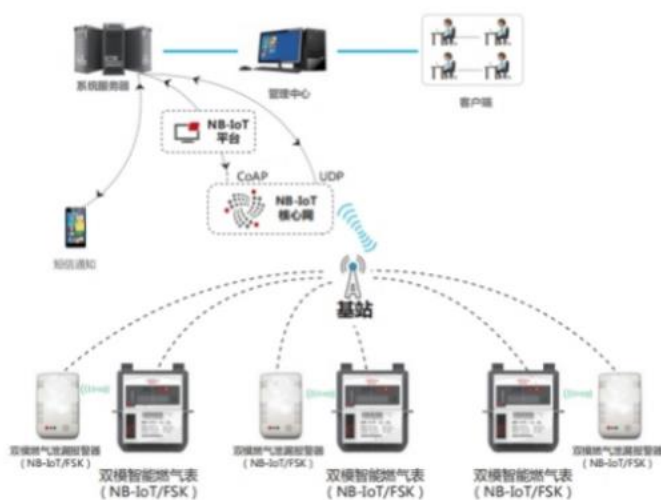 系统服务器
管理中心
客户端
NB-IoT
平台
CoAP
UDP
NB-IoT
核心网
短信通知
基站
双模燃气泄漏报警器
(NB-IoT/FSK)
双模智能燃气表
(NB-IoT/FSK)
双模燃气泄漏报警器
(NB-IoT/FSK)
双模智能燃气表
(NB-IoT/FSK)
双模智能燃气表
(NB-IoT/FSK)
双模燃气泄漏报警器
(NB-IoT/FSK)